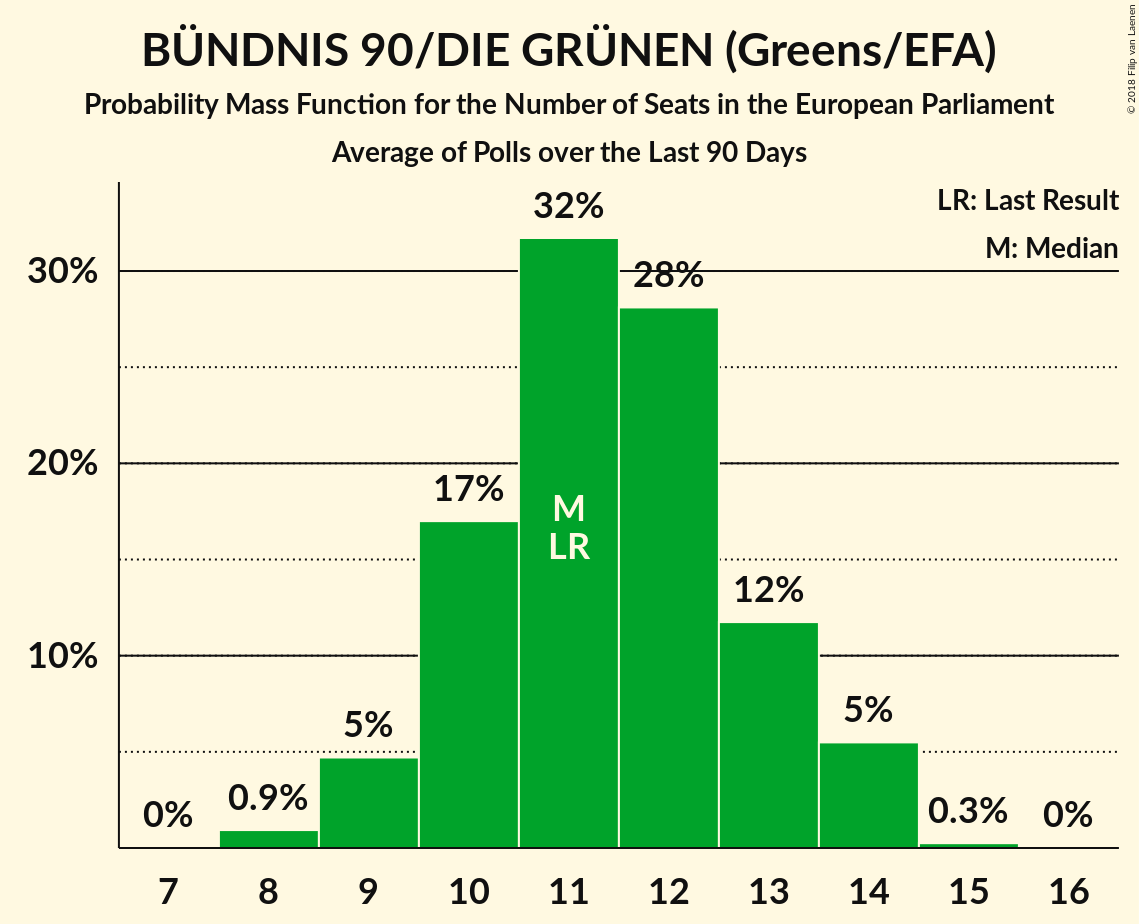 BÜNDNIS 90/DIE GRÜNEN (Greens/EFA)
Probability Mass Function for the Number of Seats in the European Parliament
Average of Polls over the Last 90 Days
© 2018 Filip van Laenen
LR: Last Result
M: Median
30%
20%
10%
0%
0.9%
5%
17%
32%
28%
12%
5%
0.3%
0%
M
LR
7 8 9 10 11 12 13 14 15 16